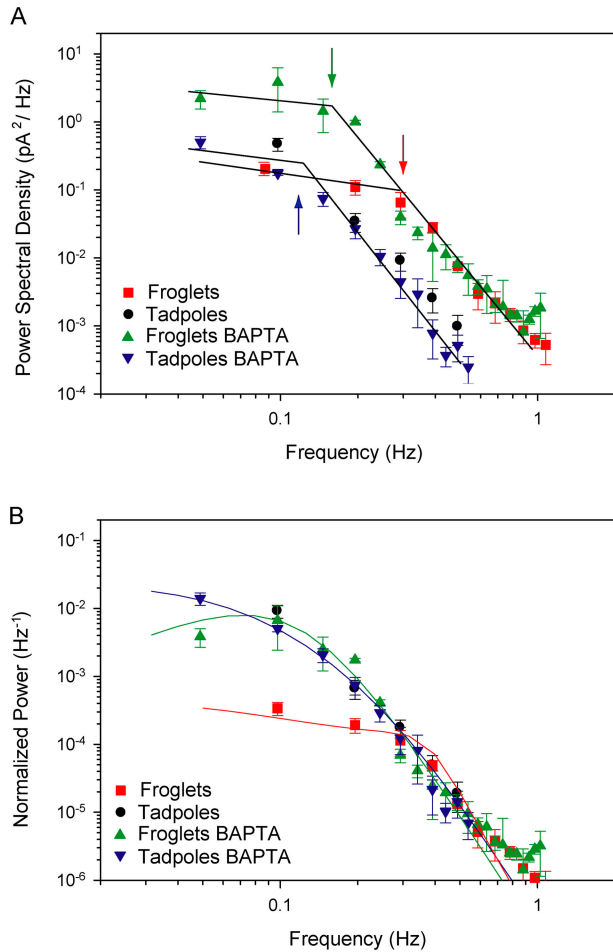 A
Power Spectral Density (pA²/ Hz)
10¹
10⁰
10⁻¹
10⁻²
10⁻³
10⁻⁴
Froglets
Tadpoles
Froglets BAPTA
Tadpoles BAPTA
0.1
1
Frequency (Hz)
B
Normalized Power (Hz⁻¹)
10⁻¹
10⁻²
10⁻³
10⁻⁴
10⁻⁵
10⁻⁶
Froglets
Tadpoles
Froglets BAPTA
Tadpoles BAPTA
0.1
1
Frequency (Hz)